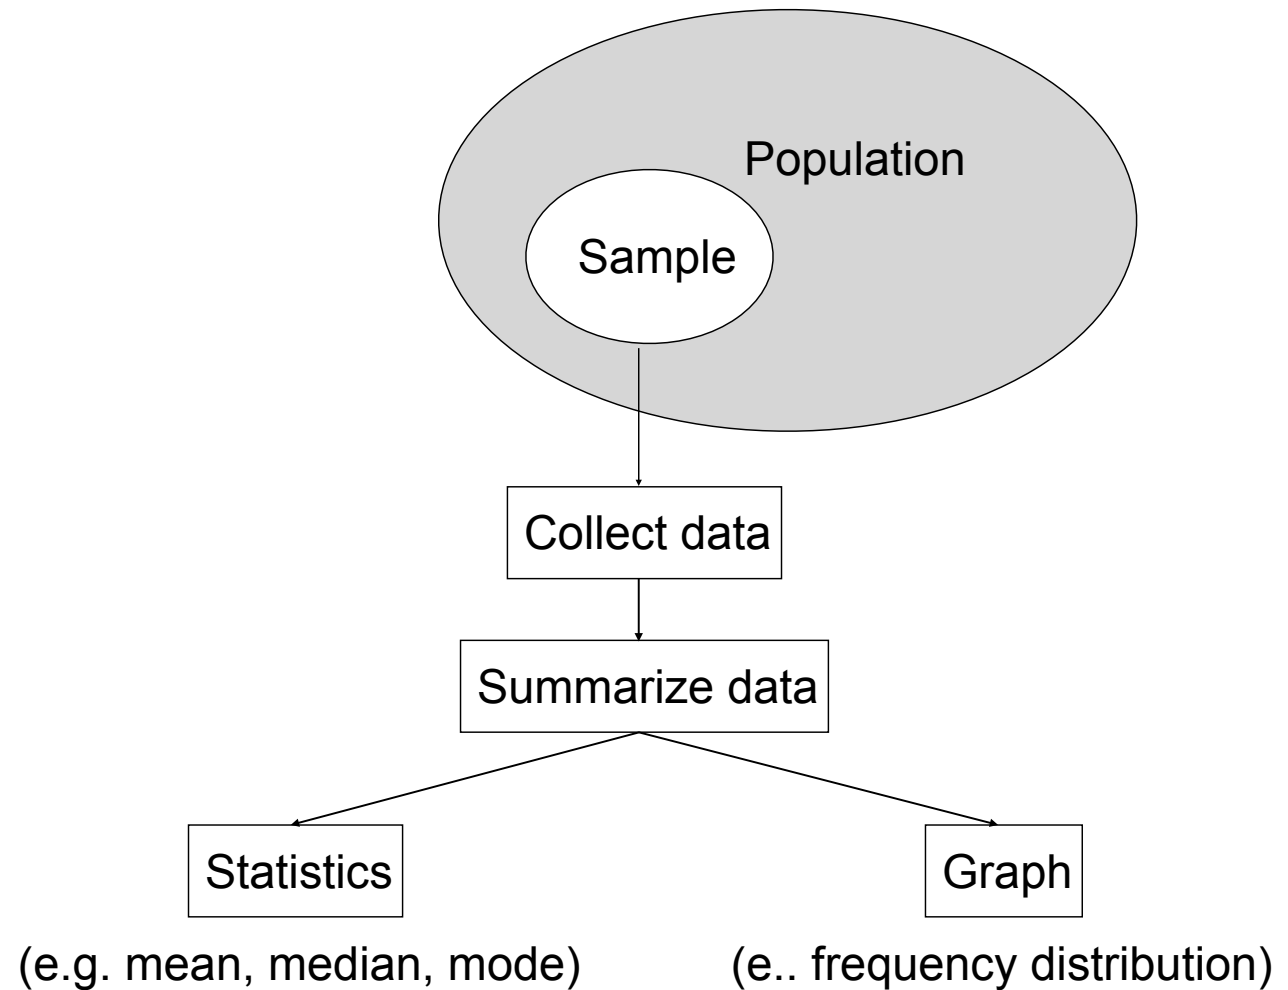 Population
Sample
Collect data
Summarize data
Statistics
Graph
(e.g. mean, median, mode)
(e.. frequency distribution)